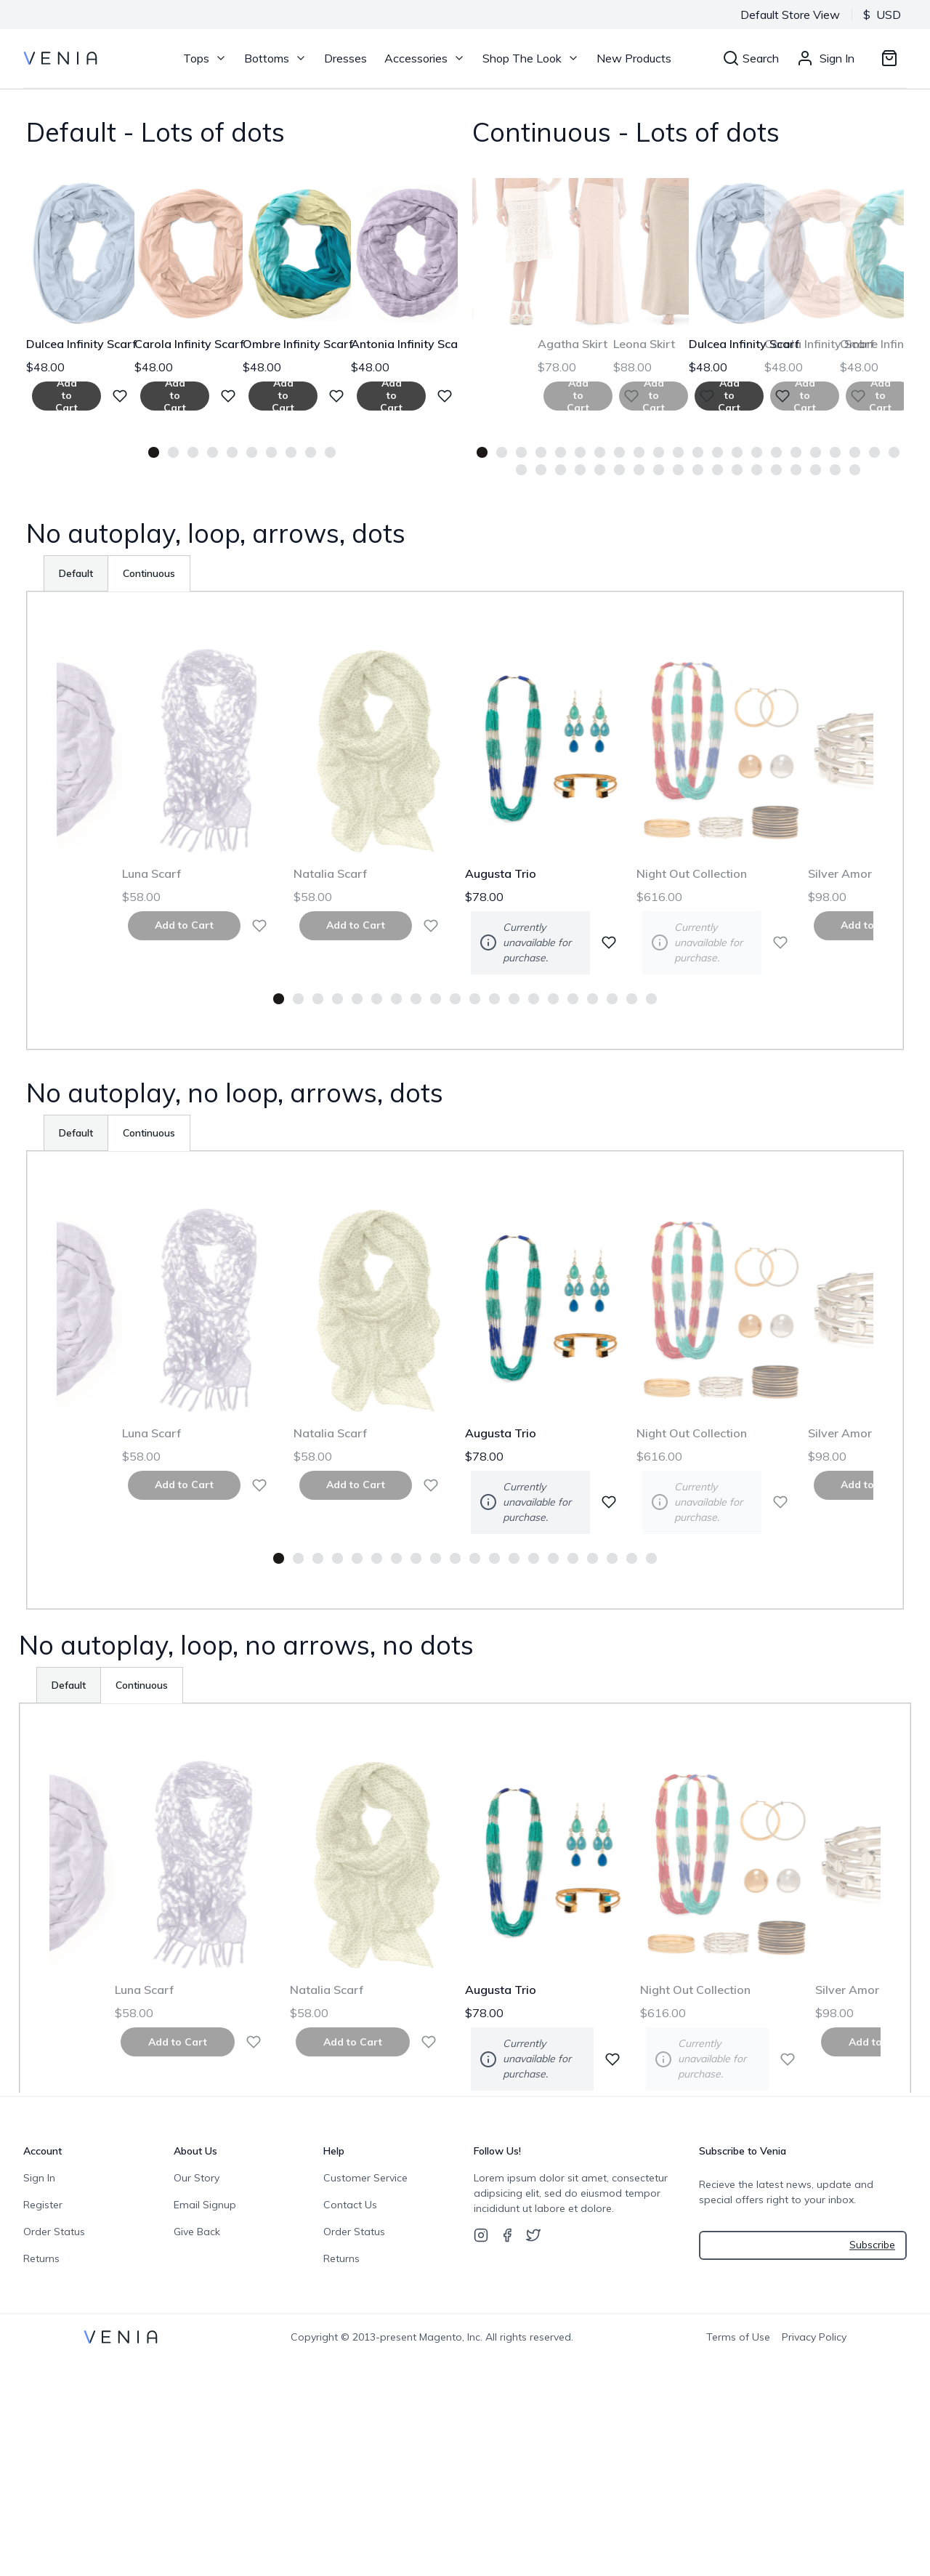 Default Store View $ USD
VENIA Tops Bottoms Dresses Accessories Shop The Look New Products Search Sign In
Default - Lots of dots
Dulcea Infinity Scarf Carola Infinity Scarf Ombre Infinity Scarf Antonia Infinity Sca
$48.00 $48.00 $48.00 $48.00
Add to Cart Add to Cart Add to Cart Add to Cart
Continuous - Lots of dots
Agatha Skirt Leona Skirt Dulcea Infinity Scarf Infinity Scarf Infin
$78.00 $88.00 $48.00 $48.00 $48.00
Add to Cart Add to Cart Add to Cart Add to Cart Add to Cart
No autoplay, loop, arrows, dots
Default Continuous
Luna Scarf Natalia Scarf Augusta Trio Night Out Collection Silver Amor
$58.00 $58.00 $78.00 $616.00 $98.00
Add to Cart Add to Cart Currently unavailable for purchase. Currently unavailable for purchase. Add to
No autoplay, no loop, arrows, dots
Default Continuous
Luna Scarf Natalia Scarf Augusta Trio Night Out Collection Silver Amor
$58.00 $58.00 $78.00 $616.00 $98.00
Add to Cart Add to Cart Currently unavailable for purchase. Currently unavailable for purchase. Add to
No autoplay, loop, no arrows, no dots
Default Continuous
Luna Scarf Natalia Scarf Augusta Trio Night Out Collection Silver Amor
$58.00 $58.00 $78.00 $616.00 $98.00
Add to Cart Add to Cart Currently unavailable for purchase. Currently unavailable for purchase. Add to
Account
Sign In
Register
Order Status
Returns
About Us
Our Story
Email Signup
Give Back
Help
Customer Service
Contact Us
Order Status
Returns
Follow Us!
Lorem ipsum dolor sit amet, consectetur
adipisicing elit, sed do eiusmod tempor
incididunt ut labore et dolore.
Subscribe to Venia
Recieve the latest news, update and
special offers right to your inbox.
Subscribe
VENIA Copyright © 2013-present Magento, Inc. All rights reserved. Terms of Use Privacy Policy